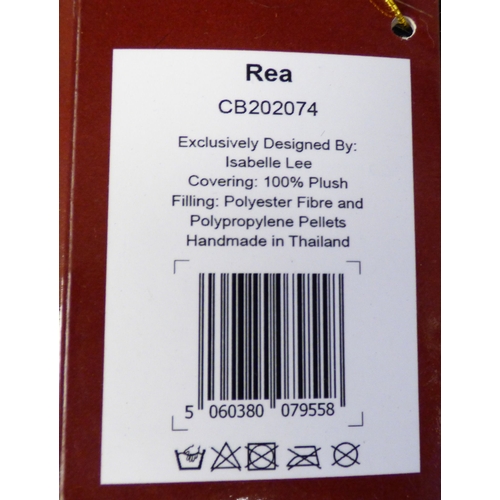 Rea
CB202074
Exclusively Designed By:
Isabelle Lee
Covering: 100% Plush
Filling: Polyester Fibre and
Polypropylene Pellets
Handmade in Thailand
5 060380 079558